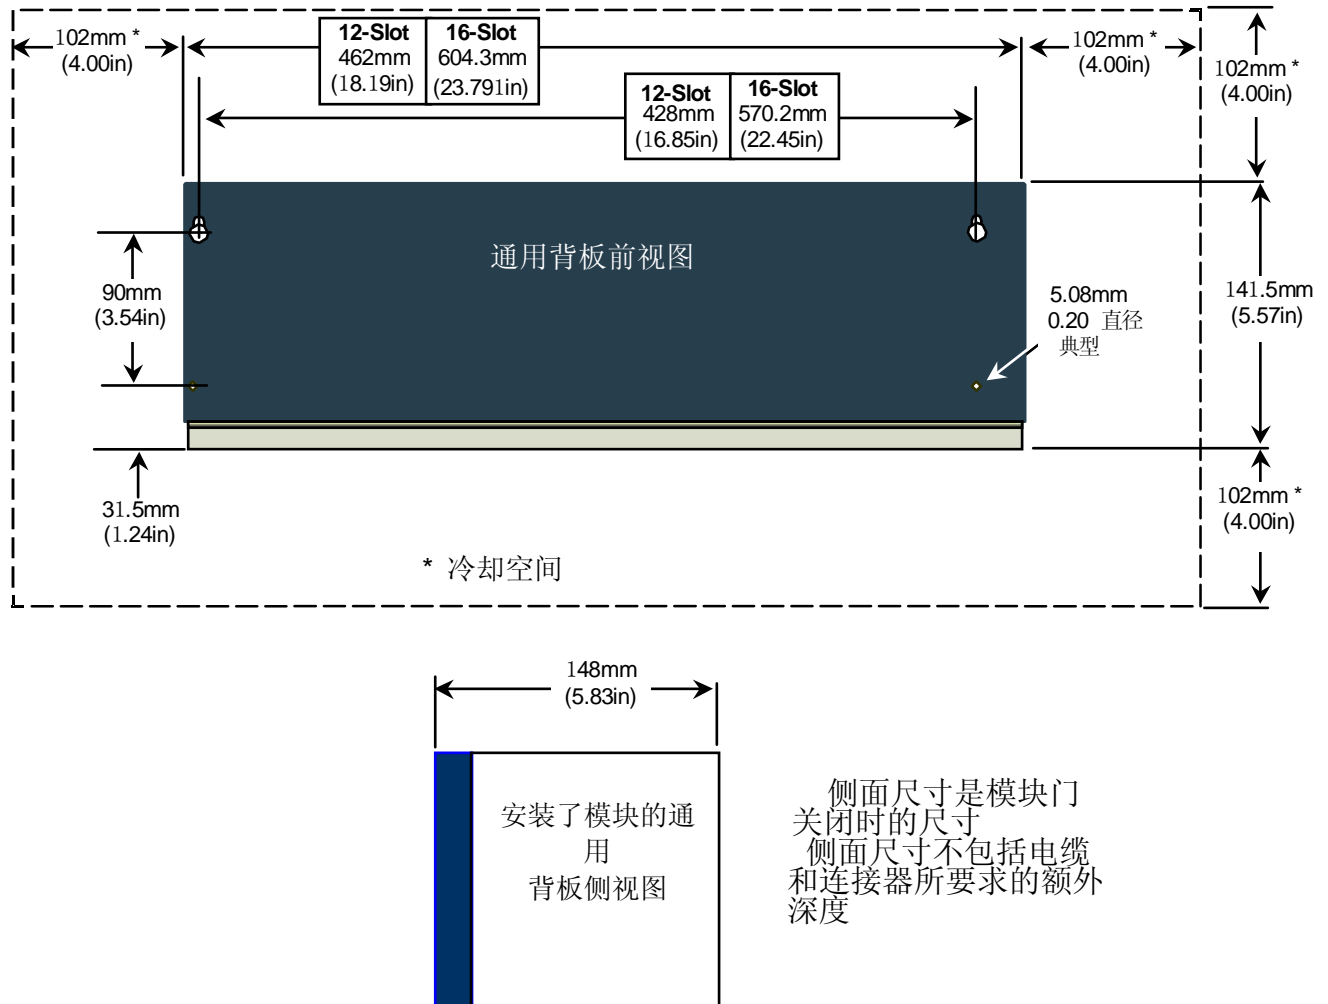 102mm *
(4.00in)
12-Slot
462mm
(18.19in)
16-Slot
604.3mm
(23.791in)
102mm *
(4.00in)
102mm *
(4.00in)
12-Slot
428mm
(16.85in)
16-Slot
570.2mm
(22.45in)
通用背板前视图
90mm
(3.54in)
5.08mm
0.20 直径
典型
141.5mm
(5.57in)
31.5mm
(1.24in)
102mm *
(4.00in)
* 冷却空间
148mm
(5.83in)
安装了模块的通
用
背板侧视图
侧面尺寸是模块门
关闭时的尺寸
侧面尺寸不包括电缆
和连接器所要求的额外
深度